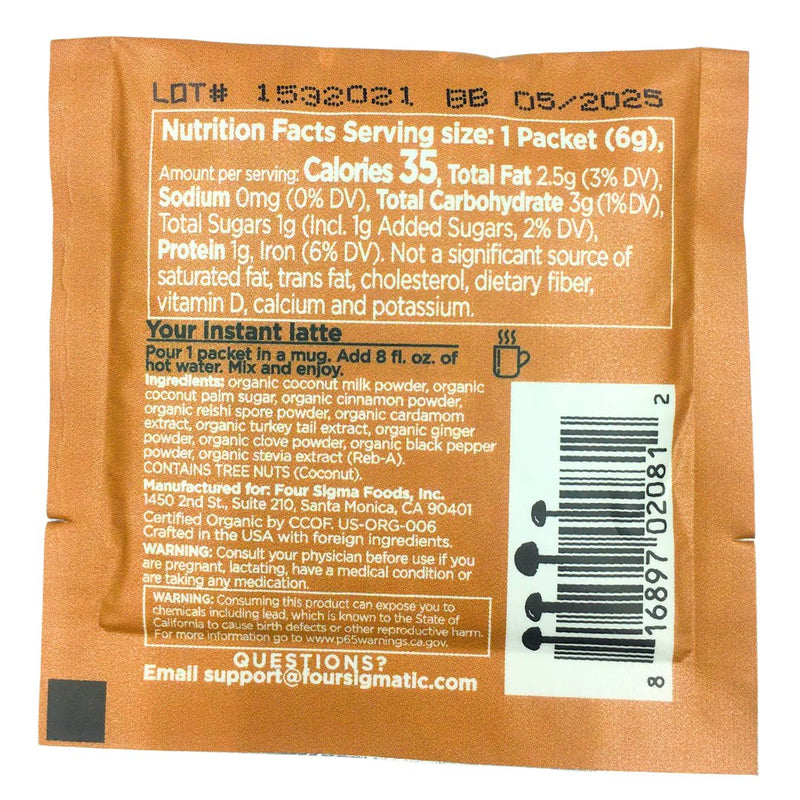 LOT# 1532021 BB 05/2025
Nutrition Facts Serving size: 1 Packet (6g),
Amount per serving: Calories 35, Total Fat 2.5g (3% DV),
Sodium 0mg (0% DV), Total Carbohydrate 3g (1% DV),
Total Sugars 1g (Incl. 1g Added Sugars, 2% DV),
Protein 1g, Iron (6% DV). Not a significant source of
saturated fat, trans fat, cholesterol, dietary fiber,
vitamin D, calcium and potassium.
Your instant latte
Pour 1 packet in a mug. Add 8 fl. oz. of
hot water. Mix and enjoy.
Ingredients: organic coconut milk powder, organic
coconut palm sugar, organic cinnamon powder,
organic reishi spore powder, organic cardamom
extract, organic turkey tail extract, organic ginger
powder, organic clove powder, organic black pepper
powder, organic stevia extract (Reb-A).
CONTAINS TREE NUTS (Coconut).
Manufactured for: Four Sigma Foods, Inc.
1450 2nd St., Suite 210, Santa Monica, CA 90401
Certified Organic by CCOF. US-ORG-006
Crafted in the USA with foreign ingredients.
WARNING: Consult your physician before use if you
are pregnant, lactating, have a medical condition or
are taking any medication.
WARNING: Consuming this product can expose you to
chemicals including lead, which is known to the State of
California to cause birth defects or other reproductive harm.
For more information go to www.p65warnings.ca.gov.
QUESTIONS?
Email support@foursigmatic.com
8 16897 02081 2